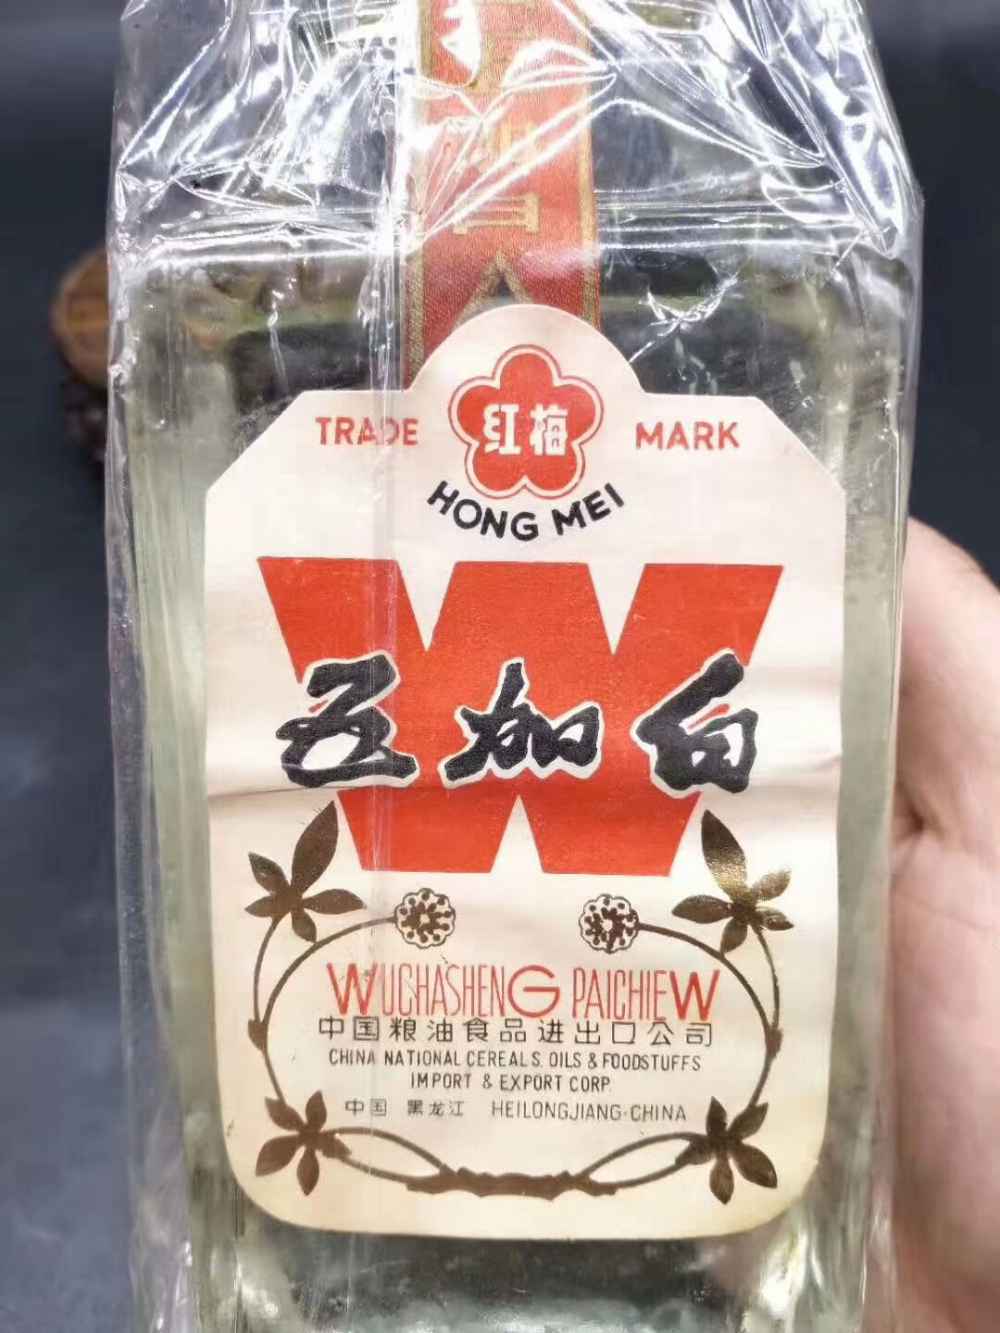 TRADE 红梅 MARK
HONG MEI
W
五加白
WUCHASHENG PAICHIEW
中国粮油食品进出口公司
CHINA NATIONAL CEREALS. OILS & FOODSTUFFS
IMPORT & EXPORT CORP.
中国 黑龙江 HEILONGJIANG·CHINA